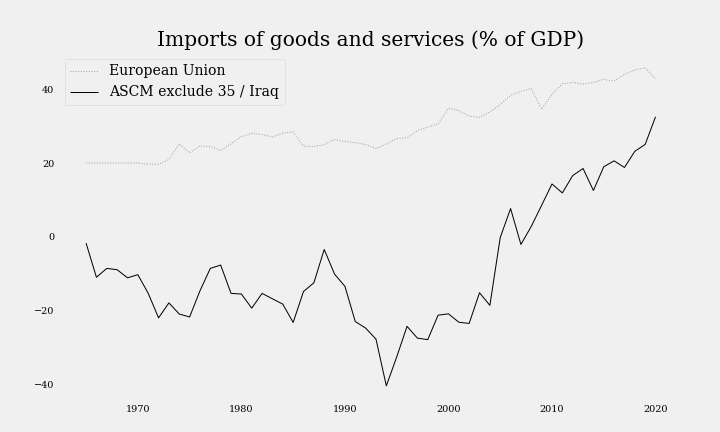 Imports of goods and services (% of GDP)
European Union
ASCM exclude 35 / Iraq
40
20
0
−20
−40
1970 1980 1990 2000 2010 2020